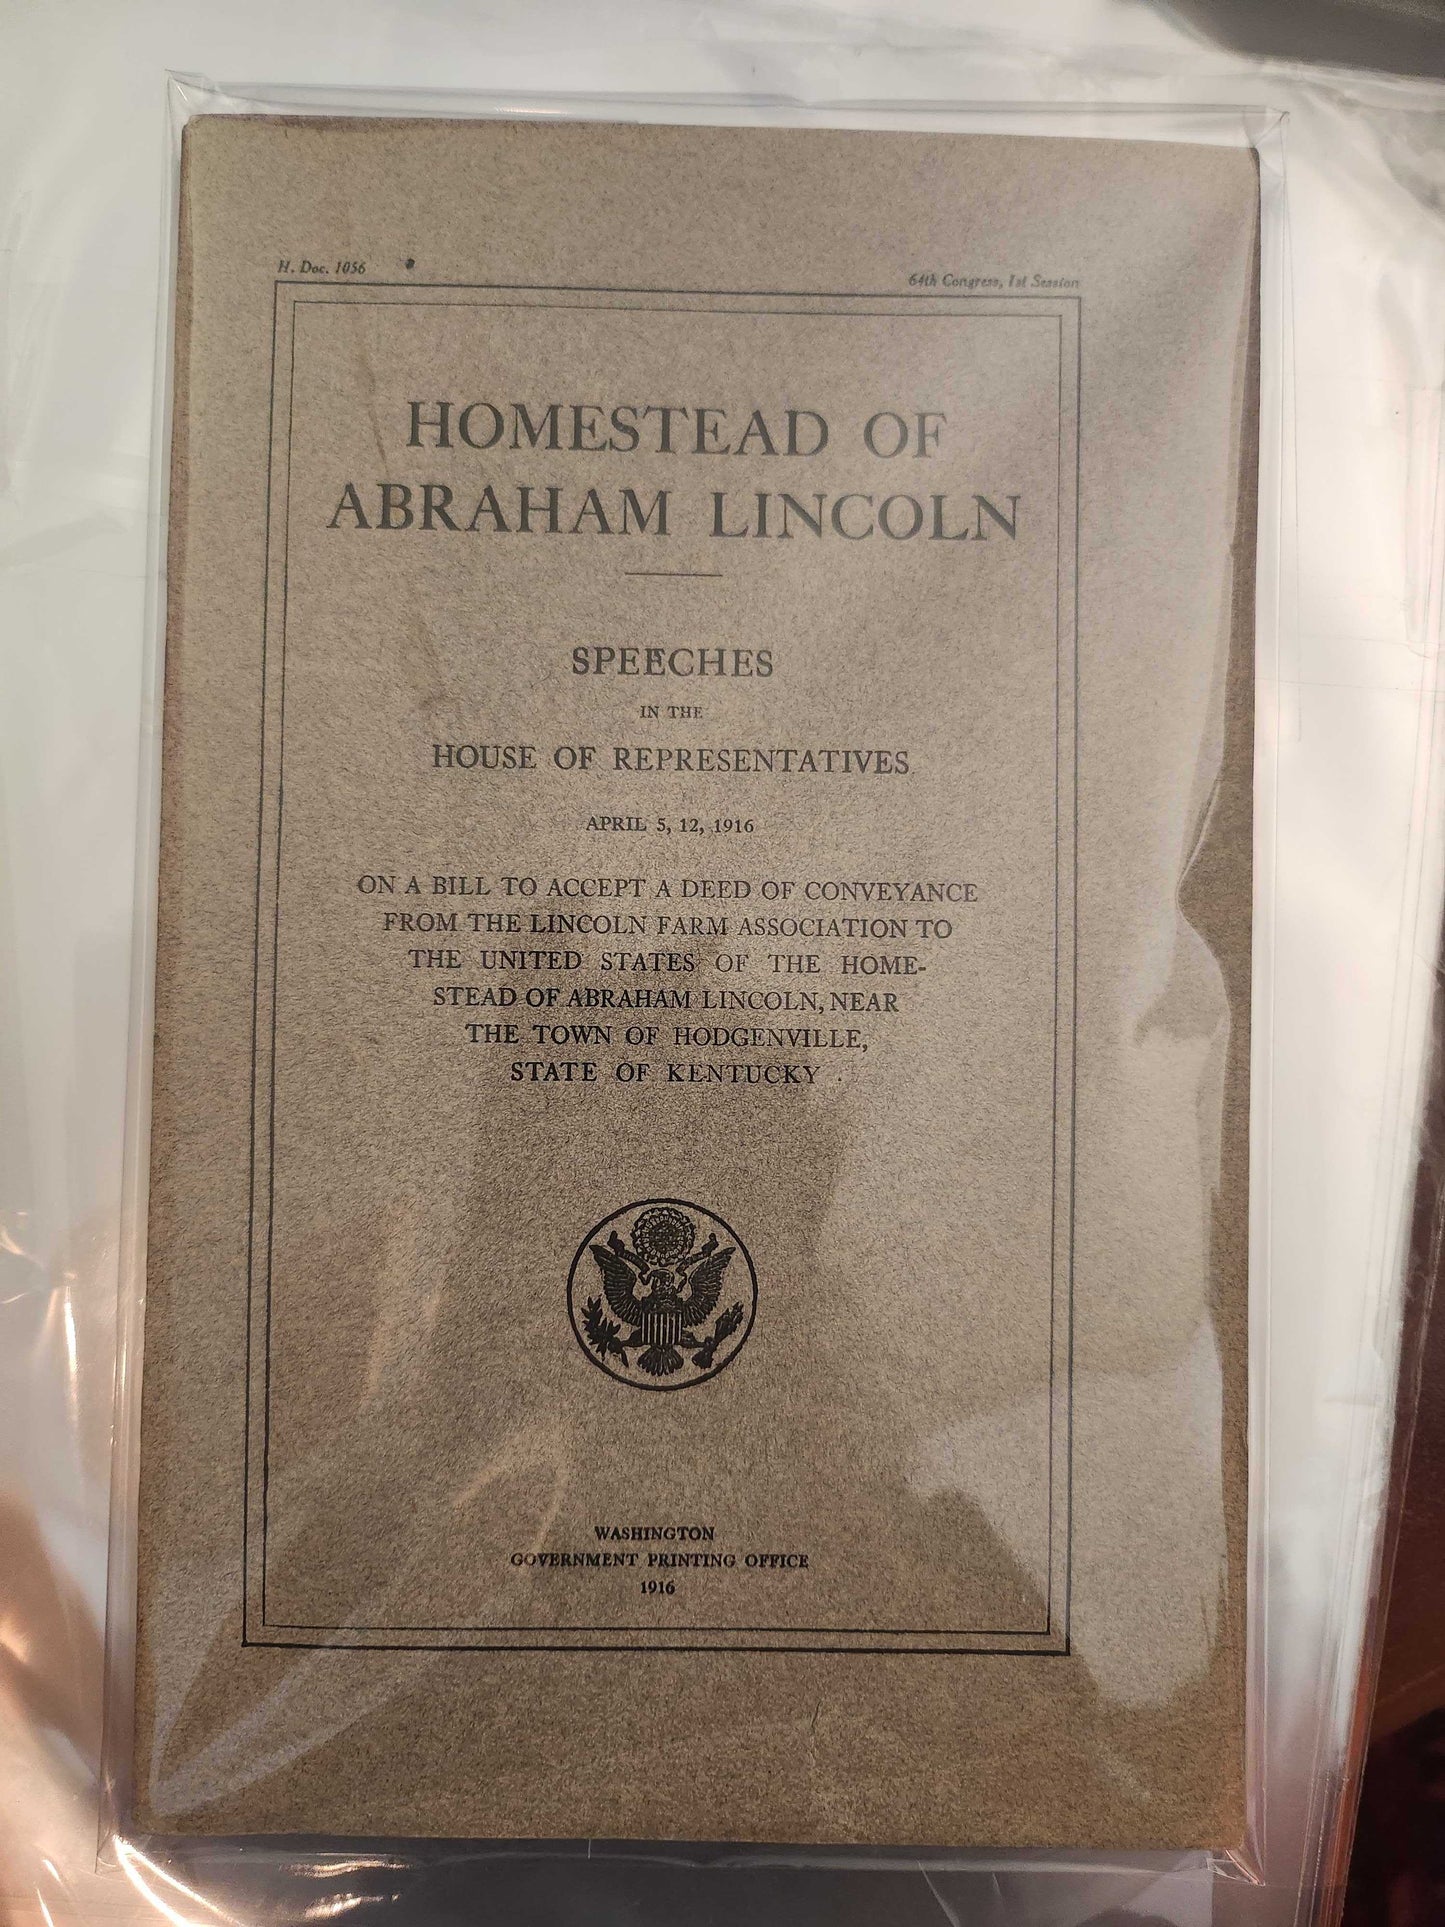 H. Doc. 1056
64th Congress, 1st Session
HOMESTEAD OF
ABRAHAM LINCOLN
SPEECHES
IN THE
HOUSE OF REPRESENTATIVES
APRIL 5, 12, 1916
ON A BILL TO ACCEPT A DEED OF CONVEYANCE
FROM THE LINCOLN FARM ASSOCIATION TO
THE UNITED STATES OF THE HOME-
STEAD OF ABRAHAM LINCOLN, NEAR
THE TOWN OF HODGENVILLE,
STATE OF KENTUCKY
WASHINGTON
GOVERNMENT PRINTING OFFICE
1916